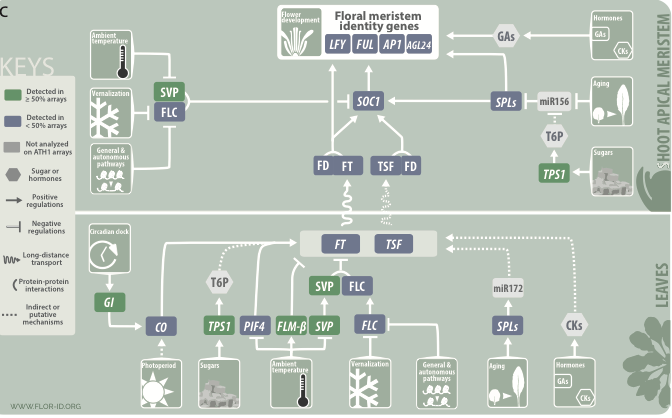 C
KEYS
Detected in
≥ 50% arrays
Detected in
< 50% arrays
Not analyzed
on ATH1 arrays
Sugar or
hormones
Positive
regulations
Negative
regulations
Long-distance
transport
Protein-protein
interactions
Indirect or
putative
mechanisms
WWW.FLOR-ID.ORG
SHOOT APICAL MERISTEM
Ambient
temperature
Vernalization
General &
autonomous
pathways
SVP
FLC
Flower
development
Floral meristem
identity genes
LFY
FUL
AP1
AGL24
GAs
Hormones
GAs
CKs
SOC1
SPLs
miR156
Aging
T6P
TPS1
Sugars
FD
FT
TSF
FD
LEAVES
Circadian clock
GI
CO
FT
TSF
T6P
SVP
FLC
TPS1
PIF4
FLM-β
SVP
FLC
miR172
SPLs
CKs
Photoperiod
Sugars
Ambient
temperature
Vernalization
General &
autonomous
pathways
Aging
Hormones
GAs
CKs